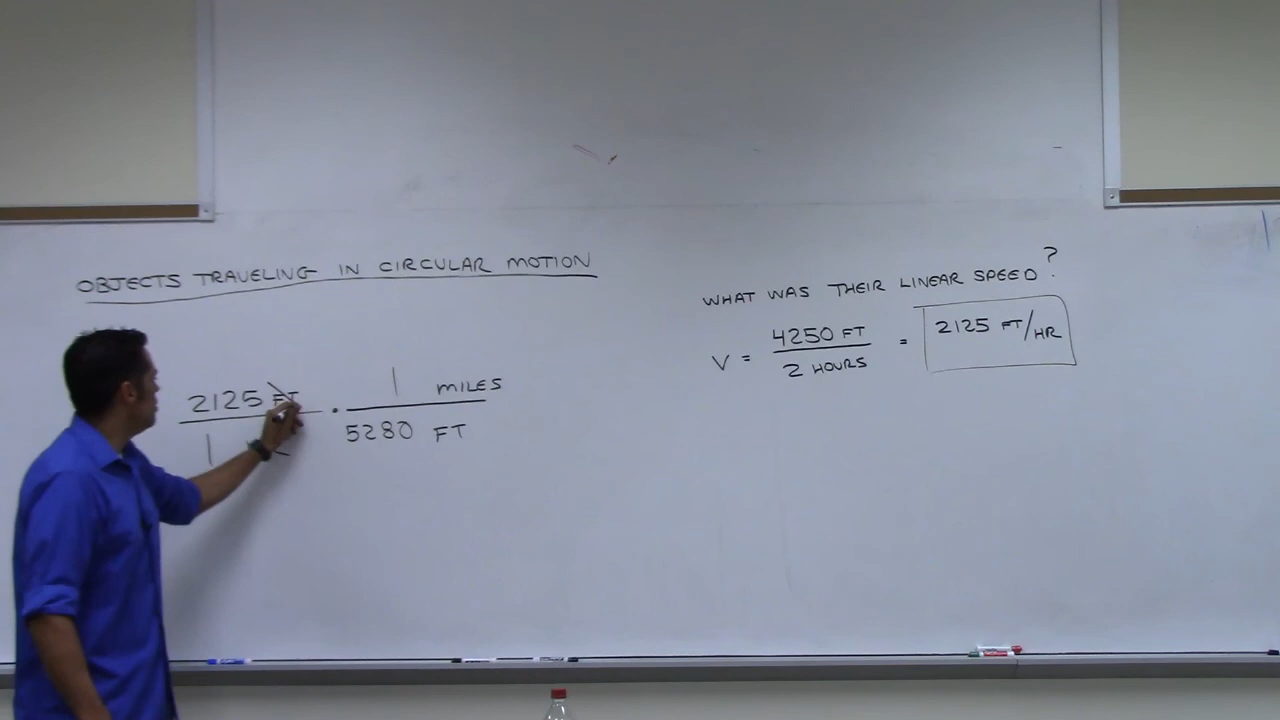 OBJECTS TRAVELING IN CIRCULAR MOTION
2125 FT · 1 MILES
1 5280 FT
WHAT WAS THEIR LINEAR SPEED?
V = 4250 FT = 2125 FT/HR
2 HOURS